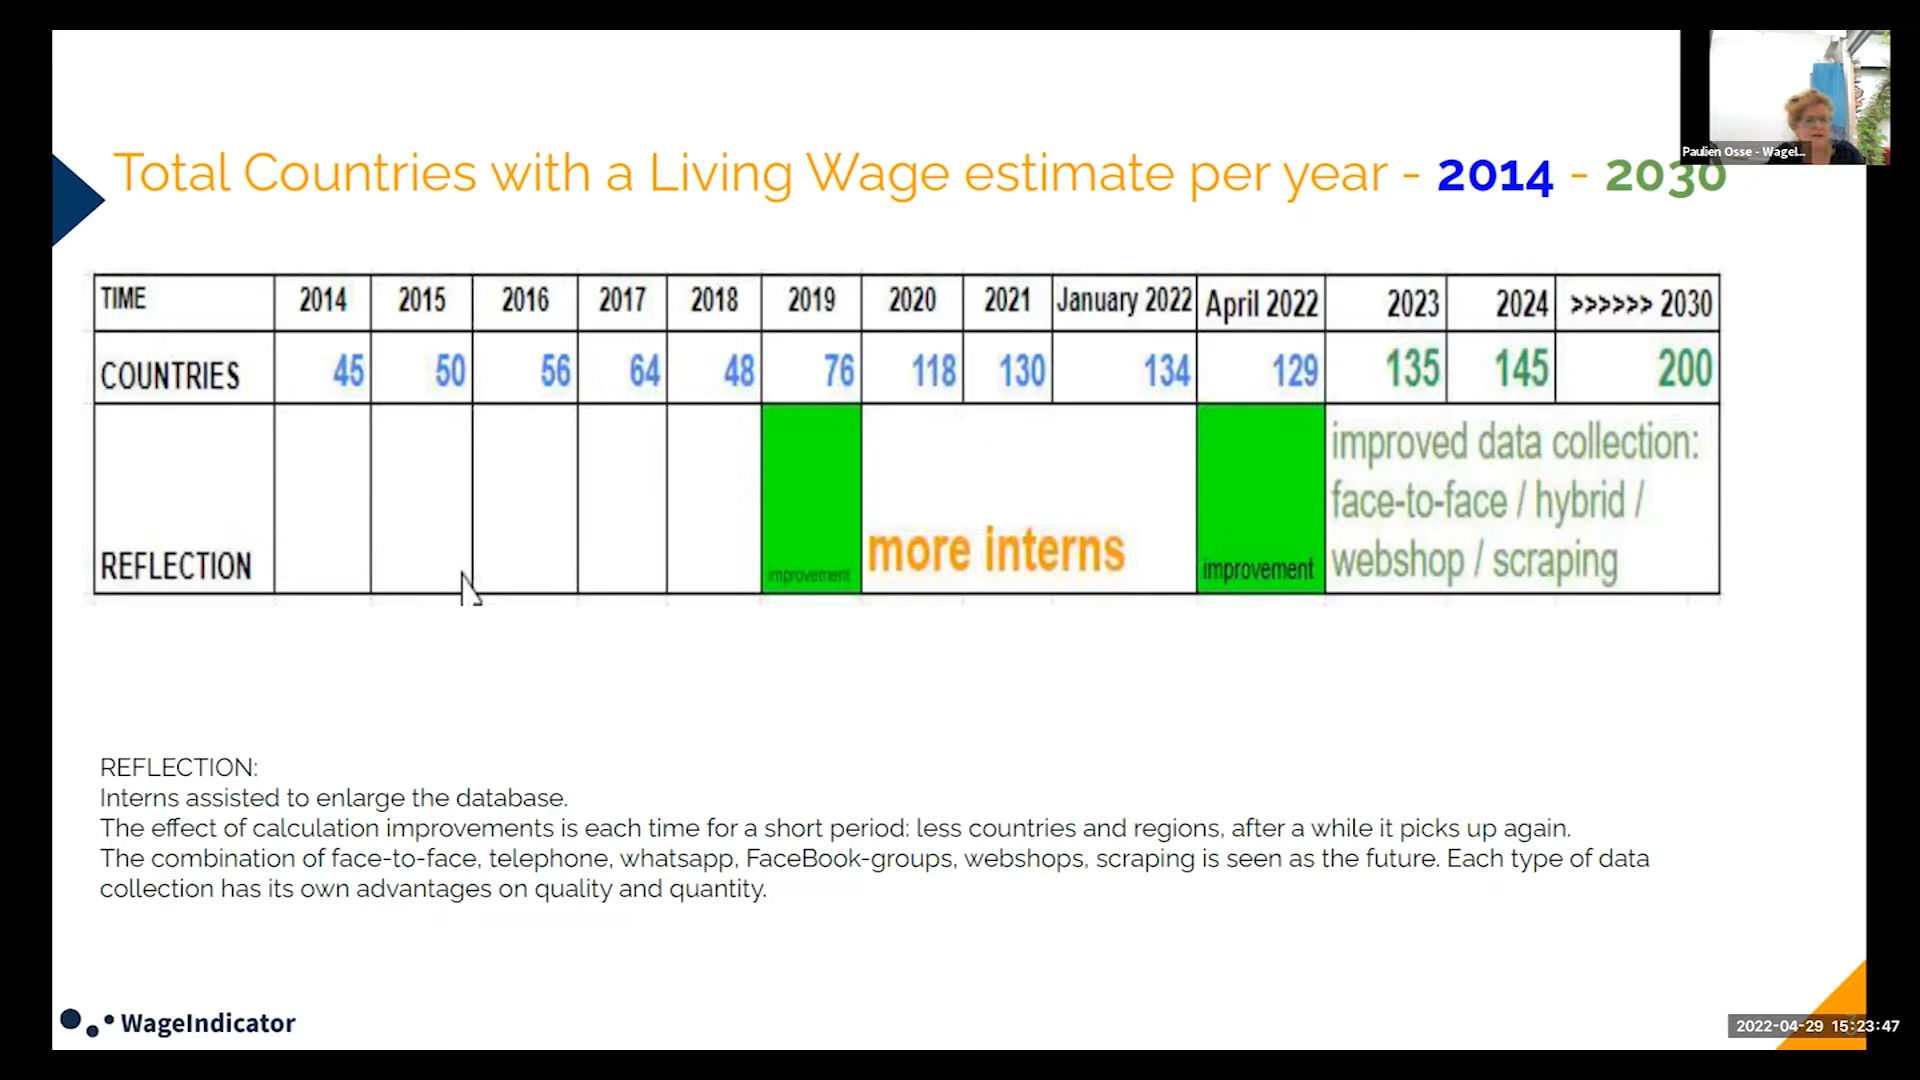 Paulien Osse - WageI...
Total Countries with a Living Wage estimate per year - 2014 - 2030
TIME 2014 2015 2016 2017 2018 2019 2020 2021 January 2022 April 2022 2023 2024 >>>>>> 2030
COUNTRIES 45 50 56 64 48 76 118 130 134 129 135 145 200
REFLECTION improvement more interns improvement improved data collection:
face-to-face / hybrid /
webshop / scraping
REFLECTION:
Interns assisted to enlarge the database.
The effect of calculation improvements is each time for a short period: less countries and regions, after a while it picks up again.
The combination of face-to-face, telephone, whatsapp, FaceBook-groups, webshops, scraping is seen as the future. Each type of data
collection has its own advantages on quality and quantity.
WageIndicator
2022-04-29 15:23:47